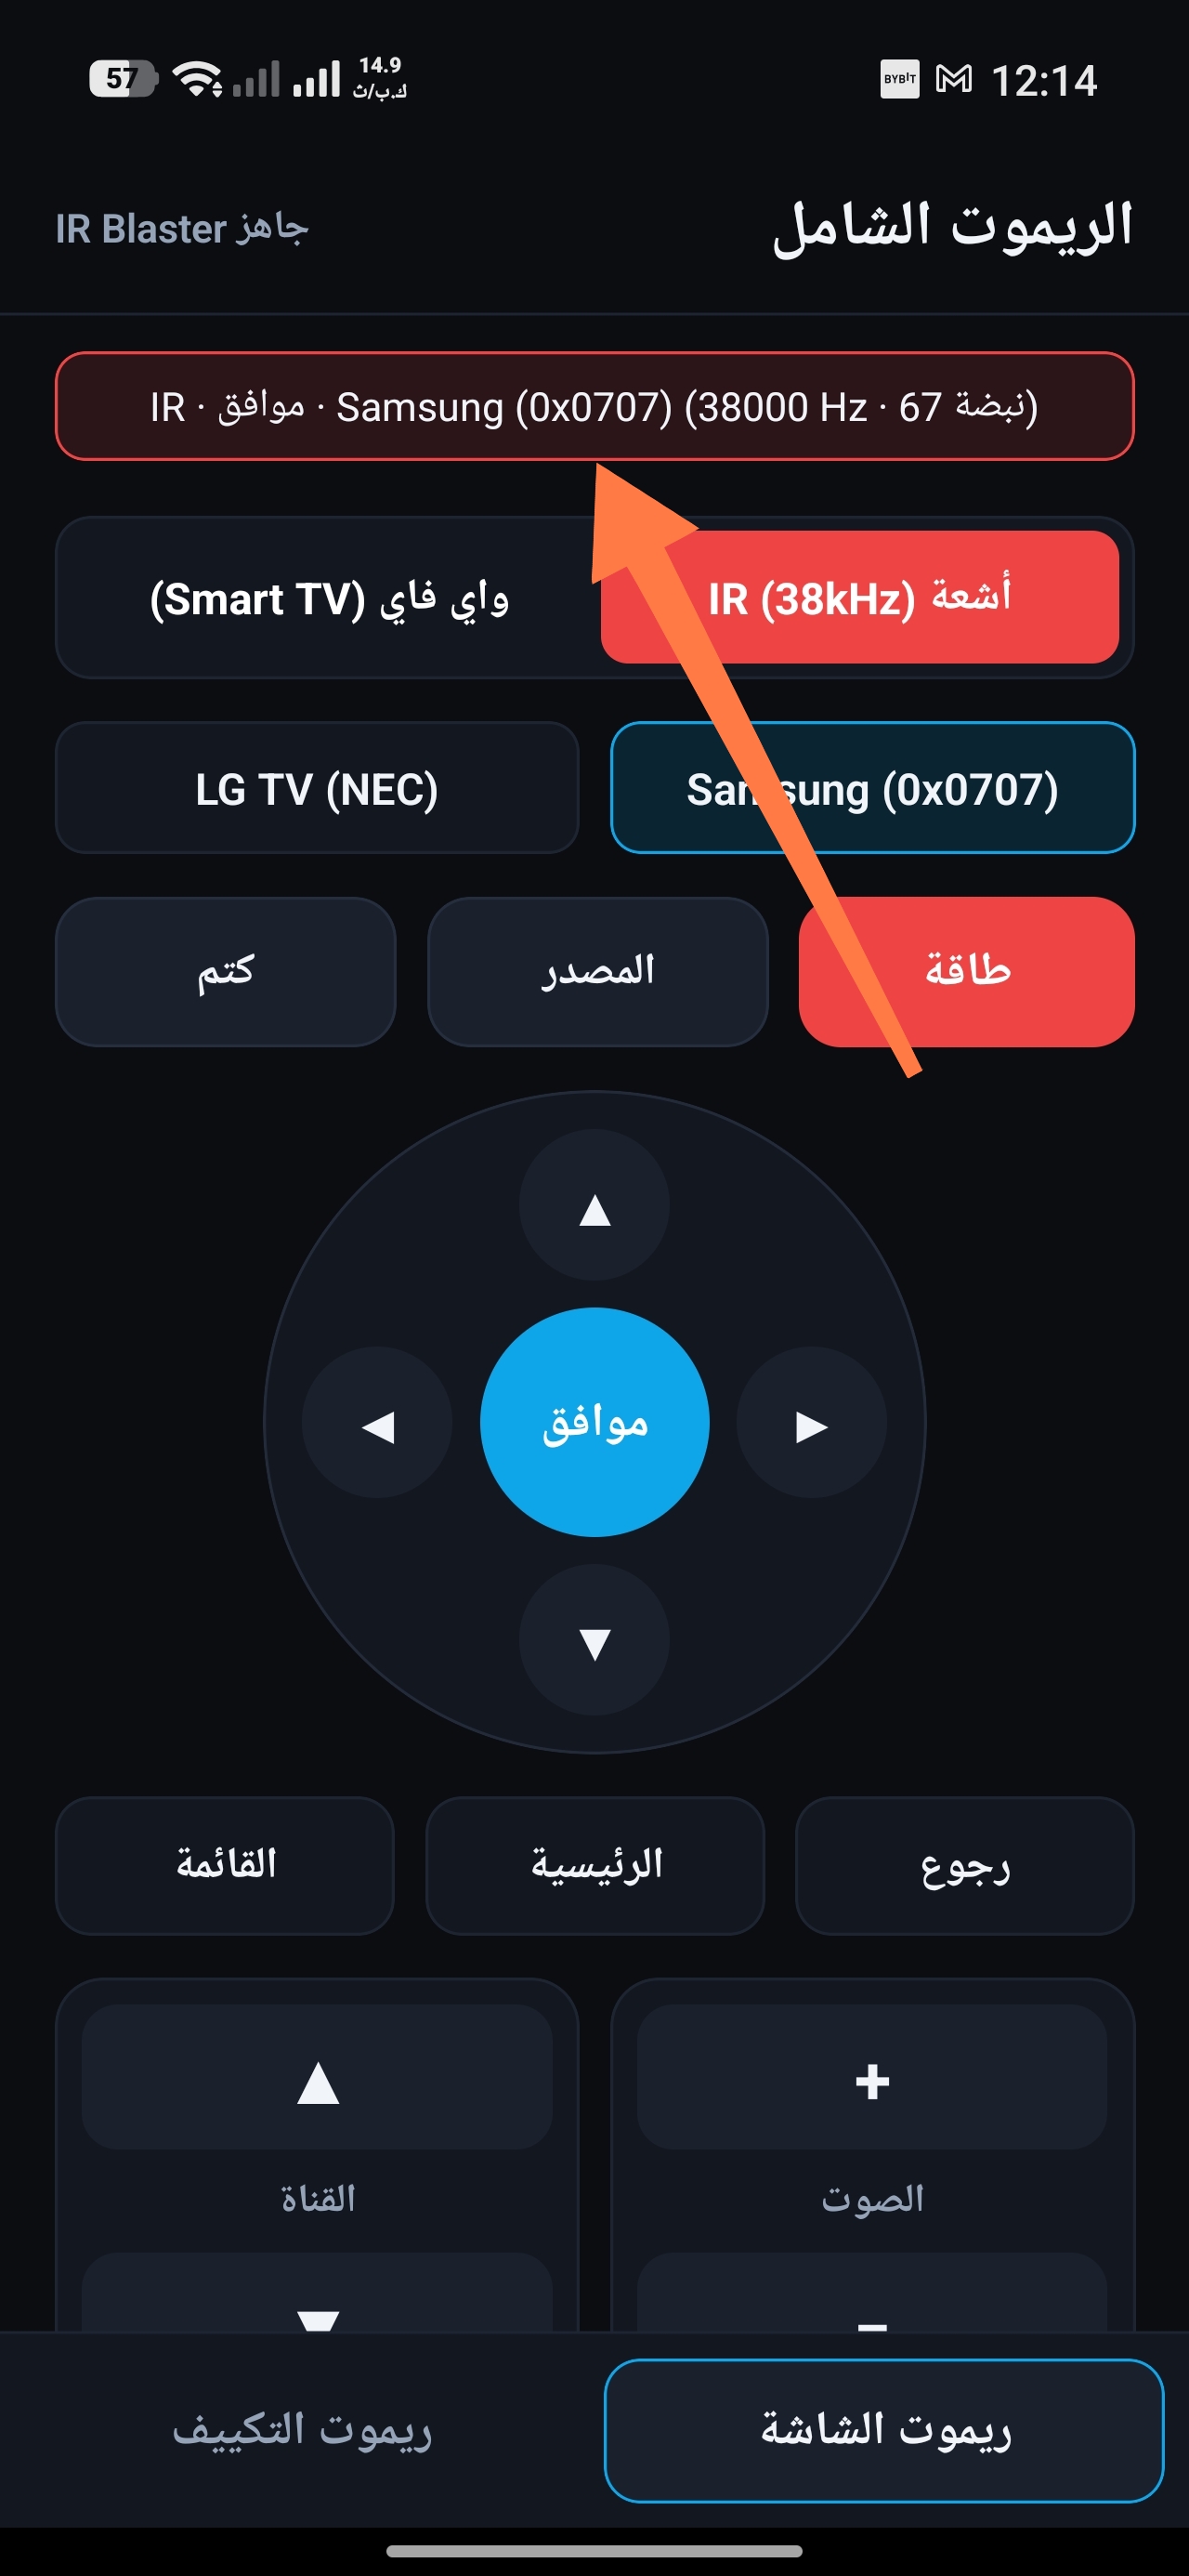 57 14.9 ك.ب/ث BYBIT 12:14
الريموت الشامل
IR Blaster جاهز
IR · موافق · Samsung (0x0707) (38000 Hz · 67 نبضة)
أشعة IR (38kHz)
واي فاي (Smart TV)
Samsung (0x0707)
LG TV (NEC)
طاقة
المصدر
كتم
▲
◀ موافق ▶
▼
رجوع
الرئيسية
القائمة
+
▲
الصوت
القناة
−
▼
ريموت الشاشة
ريموت التكييف